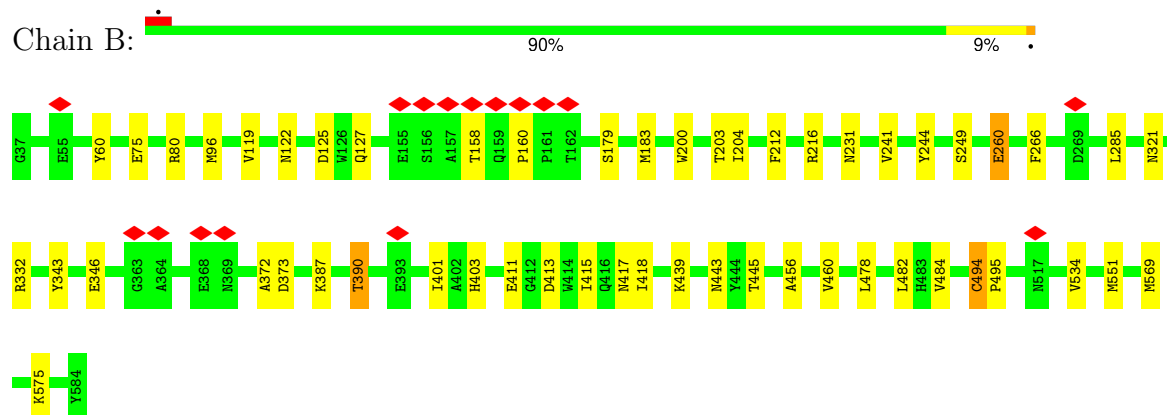 Chain B:
90%
9%
G37 E55 Y60 E75 R80 M96 V119 N122 D125 W126 Q127 E155 S156 A157 T158 Q159 P160 P161 T162 S179 M183 W200 T203 I204 F212 R216 N231 V241 Y244 S249 E260 F266 D269 L285 N321
R332 Y343 E346 G363 A364 E368 N369 A372 D373 K387 T390 E393 I401 A402 H403 E411 G412 D413 W414 I415 Q416 N417 I418 K439 N443 Y444 T445 A456 V460 L478 L482 H483 V484 C494 P495 N517 V534 M551 M569
K575 Y584